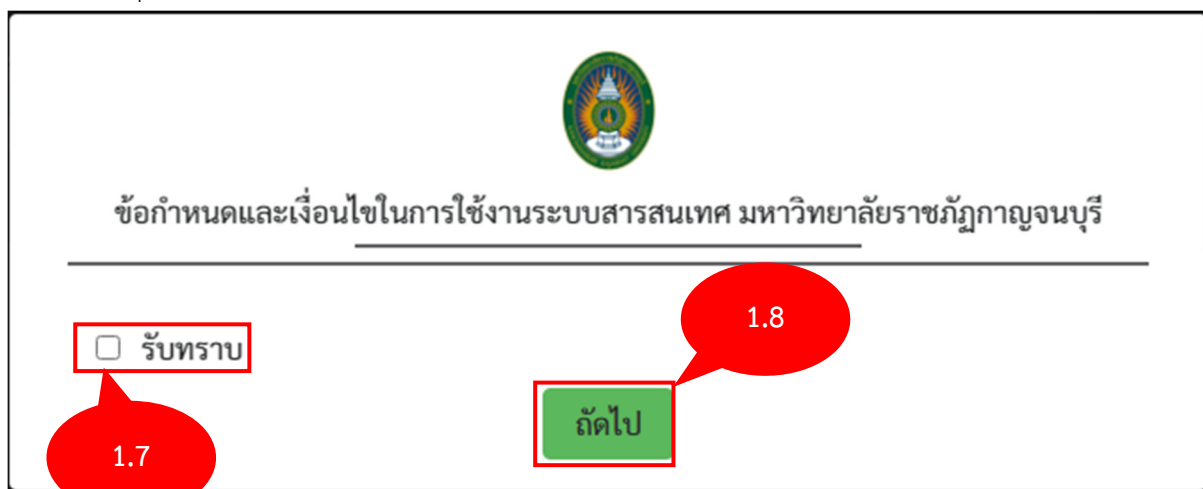 ข้อกำหนดและเงื่อนไขในการใช้งานระบบสารสนเทศ มหาวิทยาลัยราชภัฏกาญจนบุรี
1.8
รับทราบ
ถัดไป
1.7